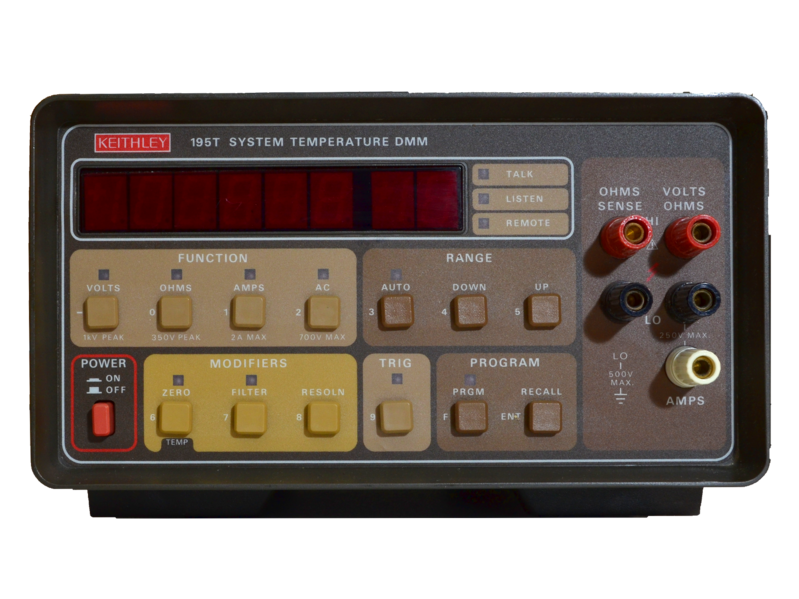 KEITHLEY 195T SYSTEM TEMPERATURE DMM
TALK
LISTEN
REMOTE
OHMS SENSE
VOLTS OHMS
HI
LO
250V MAX.
LO
500V
MAX.
AMPS
FUNCTION
VOLTS OHMS AMPS AC
– 0 1 2
1kV PEAK 350V PEAK 2A MAX 700V MAX
RANGE
AUTO DOWN UP
3 4 5
POWER
ON
OFF
MODIFIERS
ZERO FILTER RESOLN
6 7 8
TEMP
TRIG
9
PROGRAM
PRGM RECALL
F ENT